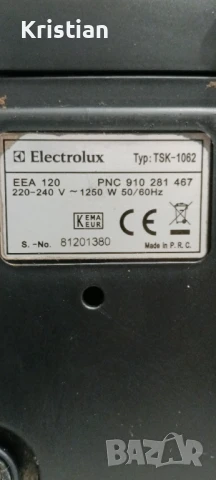 Kristian
Electrolux Typ: TSK-1062
EEA 120 PNC 910 281 467
220-240 V ~ 1250 W 50/60Hz
KEMA
EUR
CE
S. -No. 81201380 Made in P.R.C.
bazar